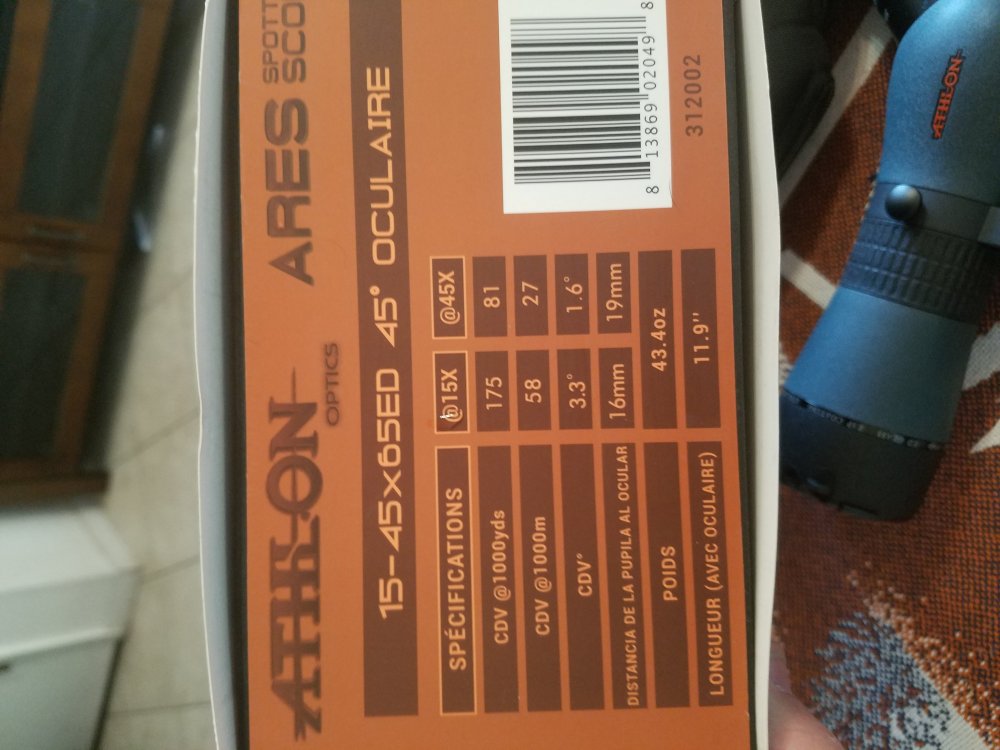 ATHLON
OPTICS
ARES SPOTT
SCO
15-45x65ED 45° OCULAIRE
SPÉCIFICATIONS @15X @45X
CDV @1000yds 175 81
CDV @1000m 58 27
CDV° 3.3° 1.6°
DISTANCIA DE LA PUPILA AL OCULAR 16mm 19mm
POIDS 43.4oz
LONGUEUR (AVEC OCULAIRE) 11.9"
8 13869 02049 8
312002
ATHLON